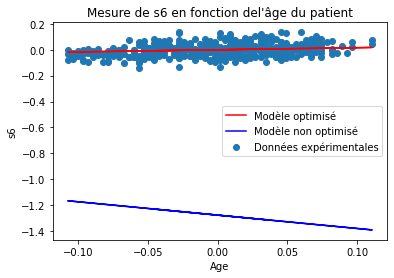 Mesure de s6 en fonction del'âge du patient
0.2
0.0
−0.2
−0.4
−0.6
−0.8
−1.0
−1.2
−1.4
s6
Modèle optimisé
Modèle non optimisé
Données expérimentales
−0.10
−0.05
0.00
0.05
0.10
Age